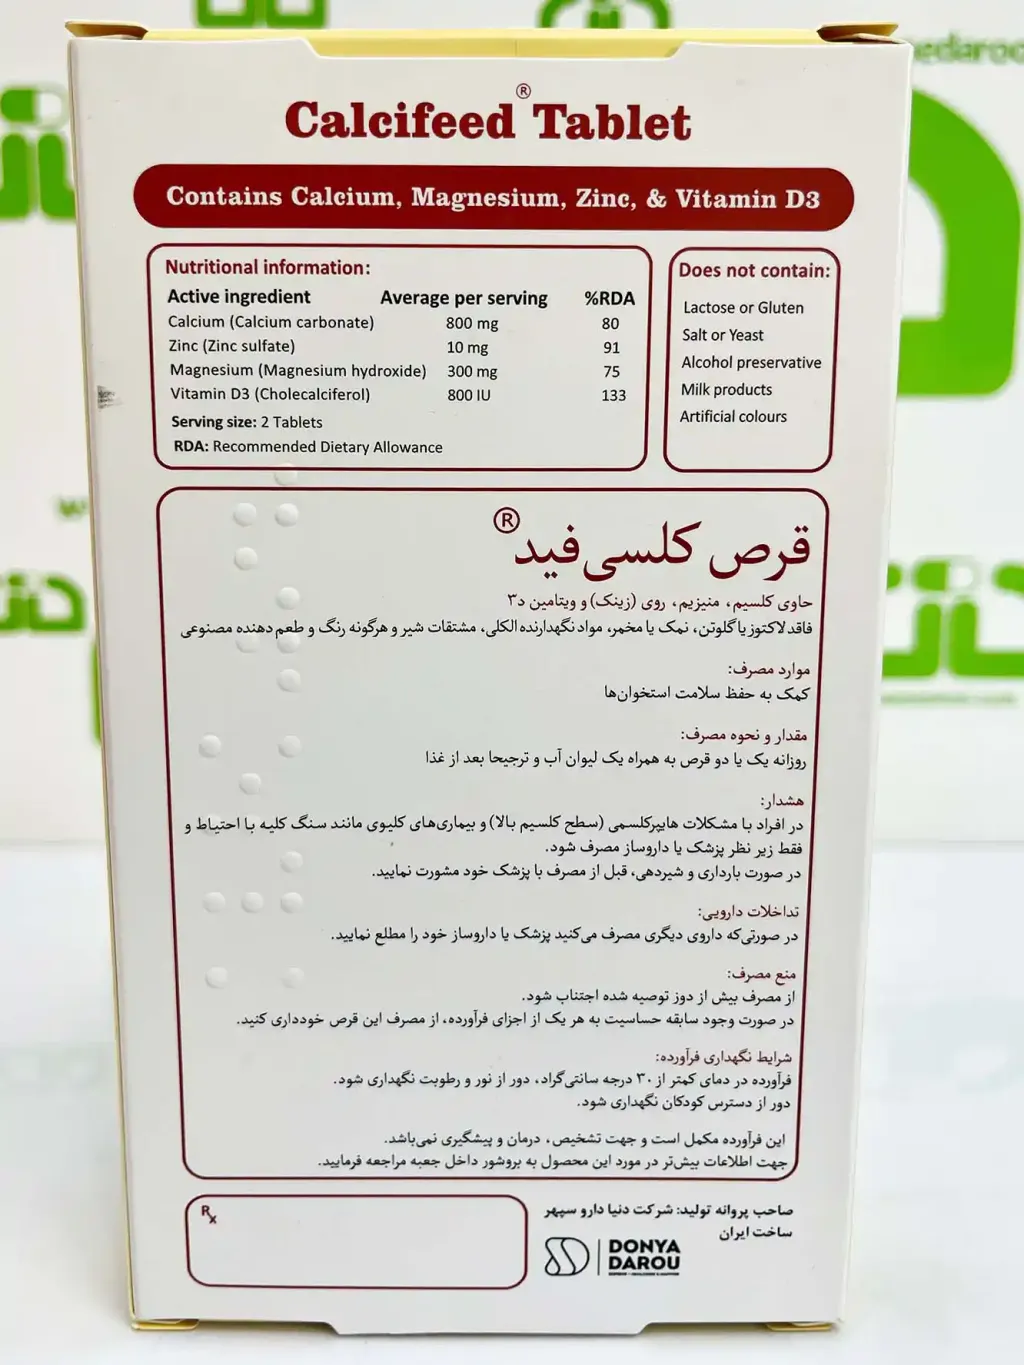 Calcifeed® Tablet
Contains Calcium, Magnesium, Zinc, & Vitamin D3
Nutritional information:
Active ingredient Average per serving %RDA
Calcium (Calcium carbonate) 800 mg 80
Zinc (Zinc sulfate) 10 mg 91
Magnesium (Magnesium hydroxide) 300 mg 75
Vitamin D3 (Cholecalciferol) 800 IU 133
Serving size: 2 Tablets
RDA: Recommended Dietary Allowance
Does not contain:
Lactose or Gluten
Salt or Yeast
Alcohol preservative
Milk products
Artificial colours
قرص کلسی‌فید®
حاوی کلسیم، منیزیم، روی (زینک) و ویتامین د۳
فاقد لاکتوز یا گلوتن، نمک یا مخمر، مواد نگهدارنده الکلی، مشتقات شیر و هرگونه رنگ و طعم دهنده مصنوعی
موارد مصرف:
کمک به حفظ سلامت استخوان‌ها
مقدار و نحوه مصرف:
روزانه یک یا دو قرص به همراه یک لیوان آب و ترجیحا بعد از غذا
هشدار:
در افراد با مشکلات هایپرکلسمی (سطح کلسیم بالا) و بیماری‌های کلیوی مانند سنگ کلیه با احتیاط و
فقط زیر نظر پزشک یا داروساز مصرف شود.
در صورت بارداری و شیردهی، قبل از مصرف با پزشک خود مشورت نمایید.
تداخلات دارویی:
در صورتی‌که داروی دیگری مصرف می‌کنید پزشک یا داروساز خود را مطلع نمایید.
منع مصرف:
از مصرف بیش از دوز توصیه شده اجتناب شود.
در صورت وجود سابقه حساسیت به هر یک از اجزای فرآورده، از مصرف این قرص خودداری کنید.
شرایط نگهداری فرآورده:
فرآورده در دمای کمتر از ۳۰ درجه سانتی‌گراد، دور از نور و رطوبت نگهداری شود.
دور از دسترس کودکان نگهداری شود.
این فرآورده مکمل است و جهت تشخیص، درمان و پیشگیری نمی‌باشد.
جهت اطلاعات بیش‌تر در مورد این محصول به بروشور داخل جعبه مراجعه فرمایید.
صاحب پروانه تولید: شرکت دنیا دارو سپهر
ساخت ایران
℞
DONYA
DAROU